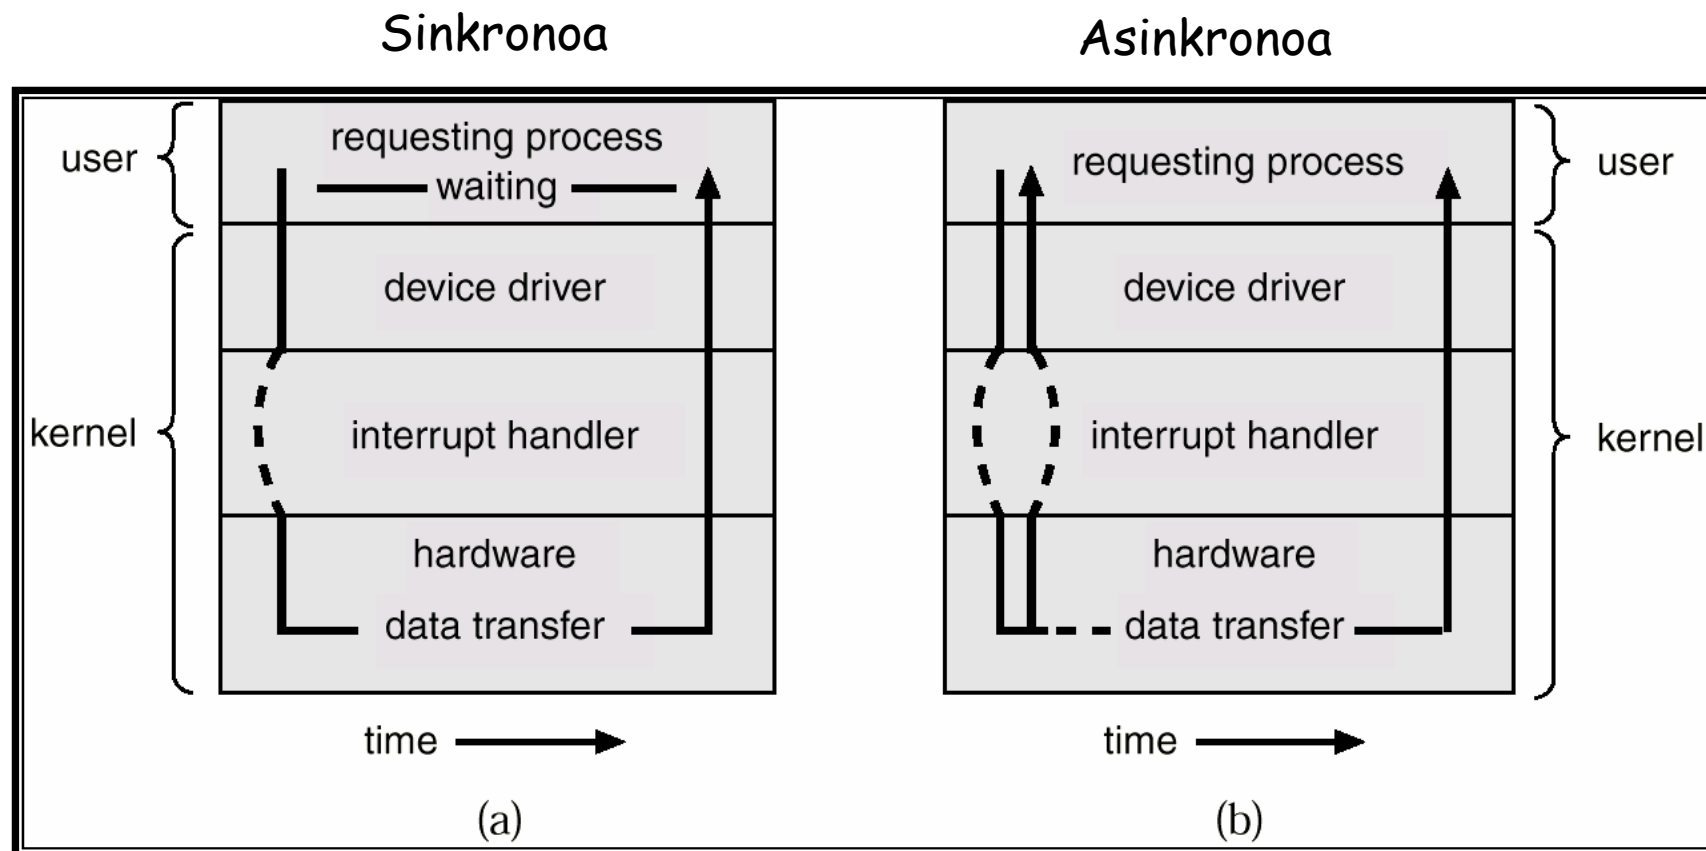 Sinkronoa
Asinkronoa
user
requesting process
waiting
device driver
kernel
interrupt handler
hardware
data transfer
time
(a)
requesting process
user
device driver
interrupt handler
kernel
hardware
data transfer
time
(b)